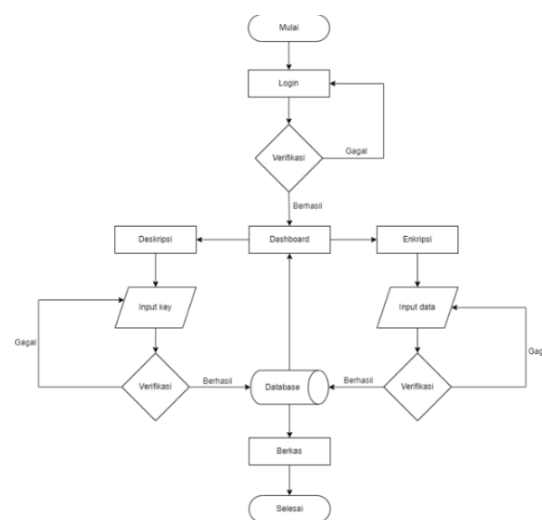 Mulai
Login
Verifikasi
Gagal
Berhasil
Deskripsi
Dashboard
Enkripsi
Input key
Input data
Gagal
Verifikasi
Berhasil
Database
Berhasil
Verifikasi
Gag
Berkas
Selesai